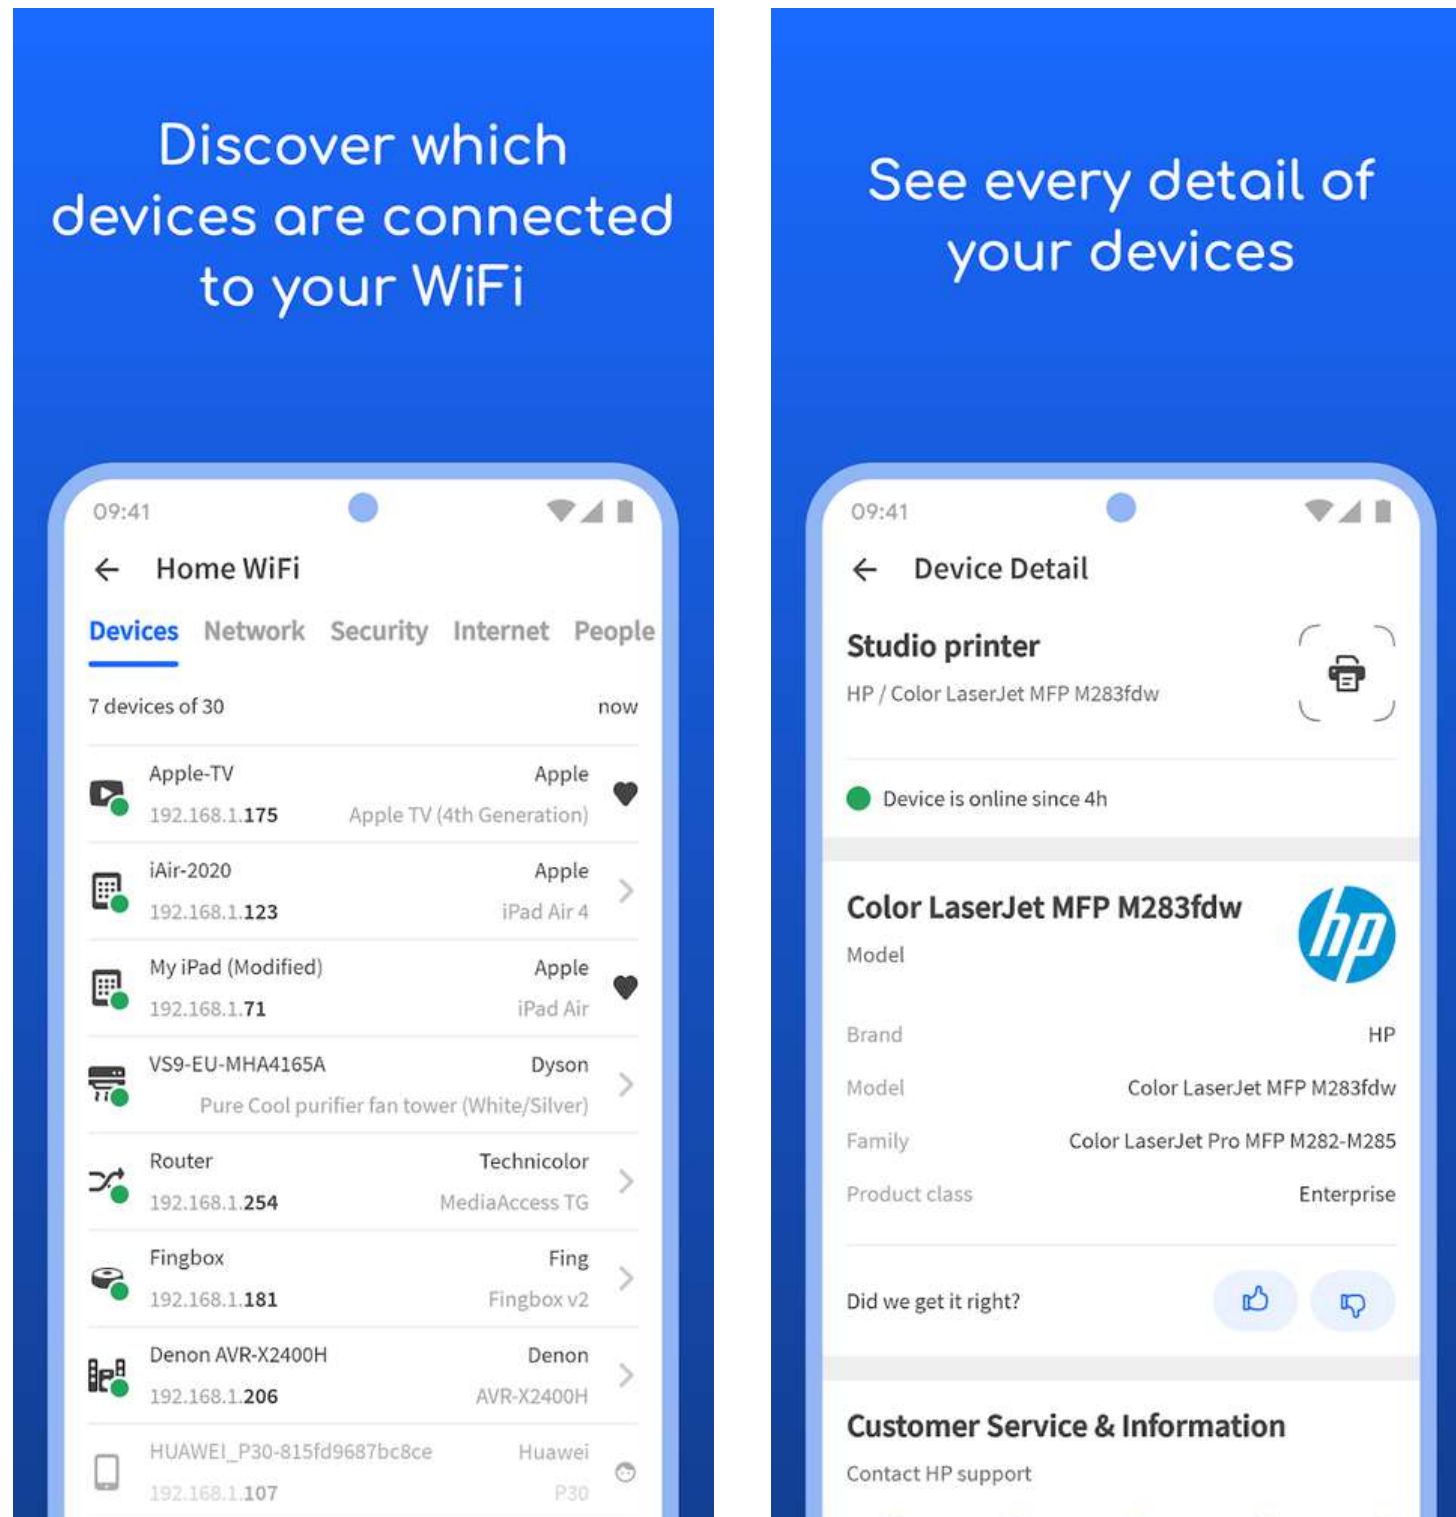 Discover which
devices are connected
to your WiFi
09:41
Home WiFi
Devices Network Security Internet People
7 devices of 30 now
Apple-TV Apple
192.168.1.175 Apple TV (4th Generation)
iAir-2020 Apple
192.168.1.123 iPad Air 4
My iPad (Modified) Apple
192.168.1.71 iPad Air
VS9-EU-MHA4165A Dyson
Pure Cool purifier fan tower (White/Silver)
Router Technicolor
192.168.1.254 MediaAccess TG
Fingbox Fing
192.168.1.181 Fingbox v2
Denon AVR-X2400H Denon
192.168.1.206 AVR-X2400H
HUAWEI_P30-815fd9687bc8ce Huawei
192.168.1.107 P30
See every detail of
your devices
09:41
Device Detail
Studio printer
HP / Color LaserJet MFP M283fdw
Device is online since 4h
Color LaserJet MFP M283fdw
hp
Model
Brand HP
Model Color LaserJet MFP M283fdw
Family Color LaserJet Pro MFP M282-M285
Product class Enterprise
Did we get it right?
Customer Service & Information
Contact HP support